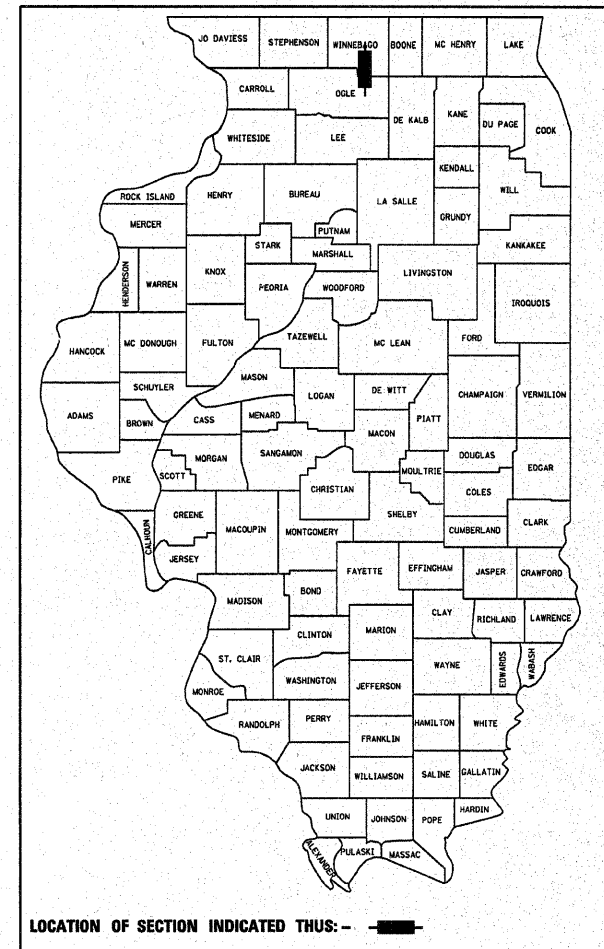 JO DAVIESS
STEPHENSON
WINNEBAGO
BOONE
MC HENRY
LAKE
CARROLL
OGLE
DE KALB
KANE
DU PAGE
COOK
WHITESIDE
LEE
KENDALL
WILL
ROCK ISLAND
HENRY
BUREAU
LA SALLE
GRUNDY
MERCER
PUTNAM
KANKAKEE
STARK
MARSHALL
HENDERSON
WARREN
KNOX
PEORIA
WOODFORD
LIVINGSTON
IROQUOIS
HANCOCK
MC DONOUGH
FULTON
TAZEWELL
MC LEAN
FORD
SCHUYLER
MASON
LOGAN
DE WITT
CHAMPAIGN
VERMILION
ADAMS
BROWN
CASS
MENARD
MACON
PIATT
PIKE
SCOTT
MORGAN
SANGAMON
MOULTRIE
DOUGLAS
EDGAR
CHRISTIAN
COLES
GREENE
MACOUPIN
MONTGOMERY
SHELBY
CUMBERLAND
CLARK
CALHOUN
JERSEY
FAYETTE
EFFINGHAM
JASPER
CRAWFORD
MADISON
BOND
CLAY
RICHLAND
LAWRENCE
CLINTON
MARION
ST. CLAIR
WAYNE
EDWARDS
WABASH
WASHINGTON
MONROE
JEFFERSON
RANDOLPH
PERRY
HAMILTON
WHITE
FRANKLIN
JACKSON
WILLIAMSON
SALINE
GALLATIN
UNION
JOHNSON
POPE
HARDIN
ALEXANDER
PULASKI
MASSAC
LOCATION OF SECTION INDICATED THUS: -